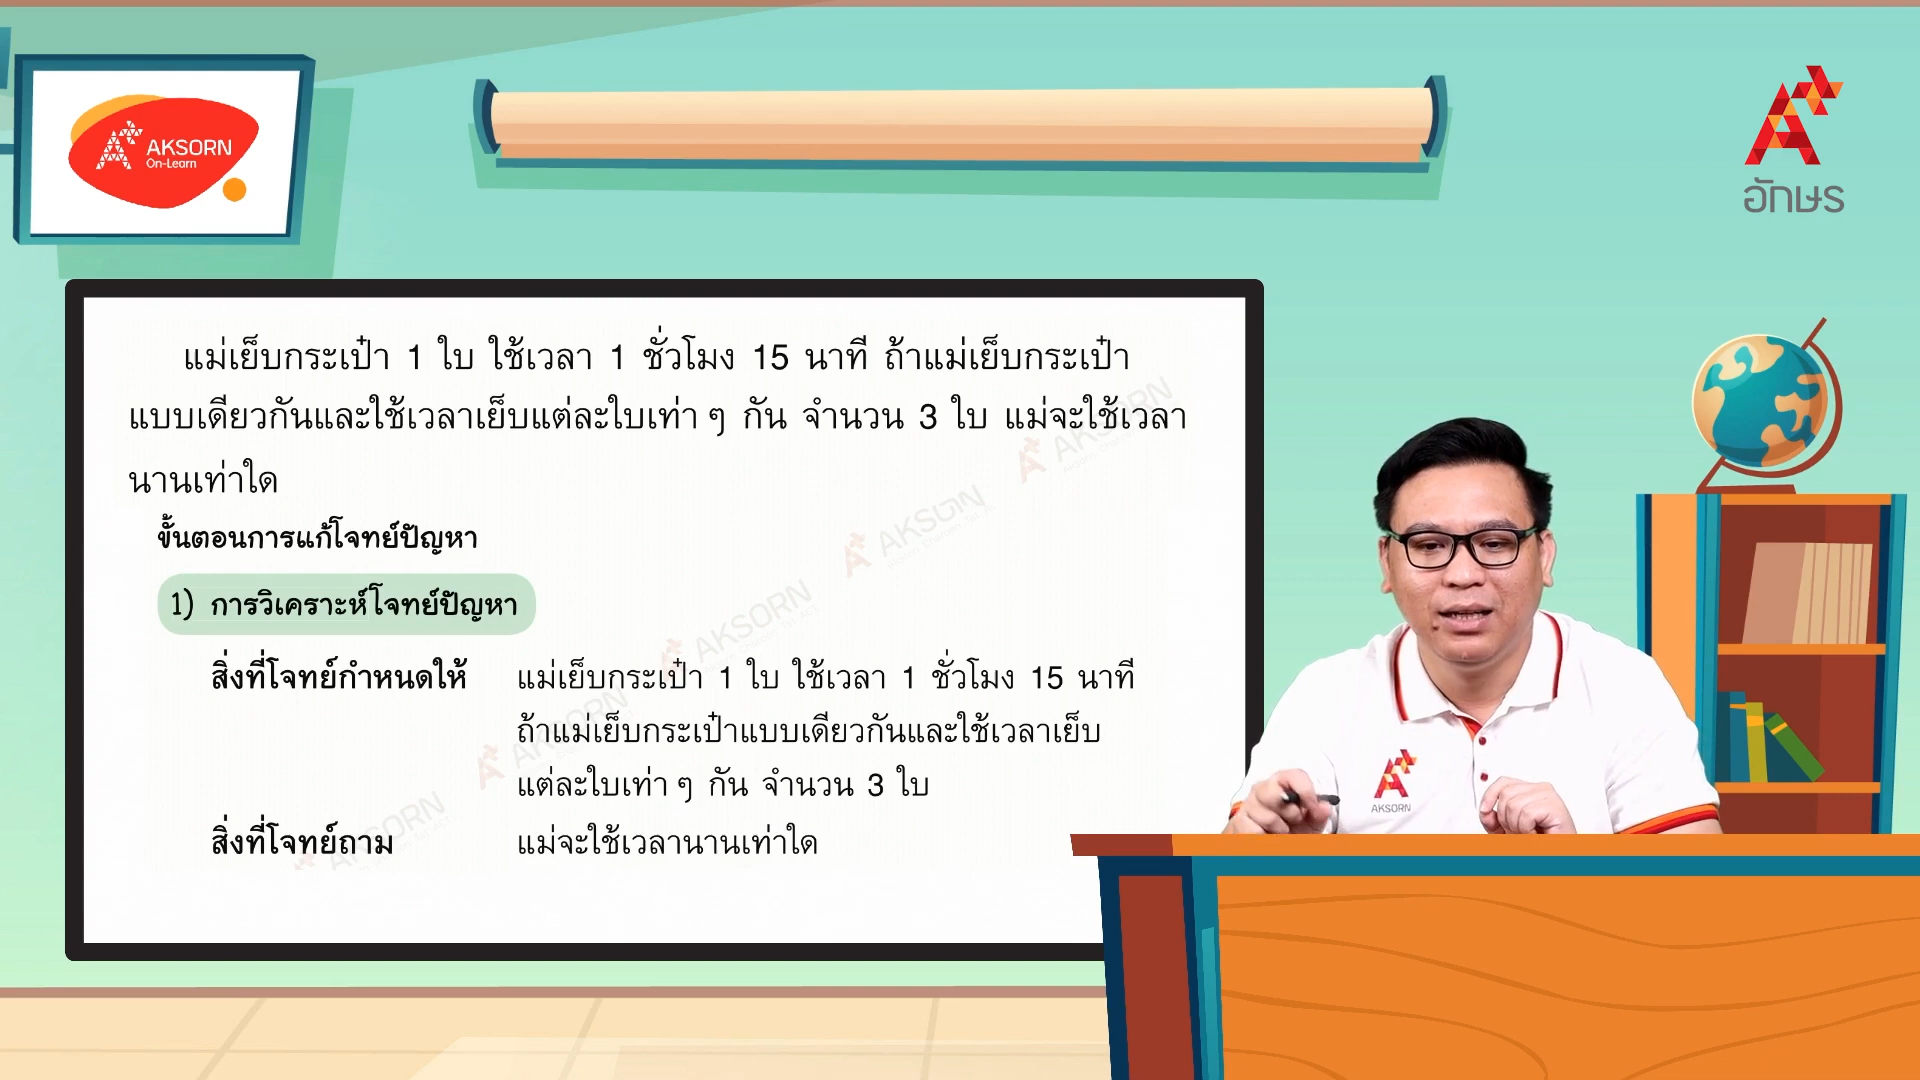 AKSORN
On-Learn
อักษร
แม่เย็บกระเป๋า 1 ใบ ใช้เวลา 1 ชั่วโมง 15 นาที ถ้าแม่เย็บกระเป๋า
แบบเดียวกันและใช้เวลาเย็บแต่ละใบเท่า ๆ กัน จำนวน 3 ใบ แม่จะใช้เวลา
นานเท่าใด
ขั้นตอนการแก้โจทย์ปัญหา
1) การวิเคราะห์โจทย์ปัญหา
สิ่งที่โจทย์กำหนดให้ แม่เย็บกระเป๋า 1 ใบ ใช้เวลา 1 ชั่วโมง 15 นาที
ถ้าแม่เย็บกระเป๋าแบบเดียวกันและใช้เวลาเย็บ
แต่ละใบเท่า ๆ กัน จำนวน 3 ใบ
สิ่งที่โจทย์ถาม แม่จะใช้เวลานานเท่าใด
AKSORN
AKSORN
AKSORN
AKSORN
AKSORN
AKSORN